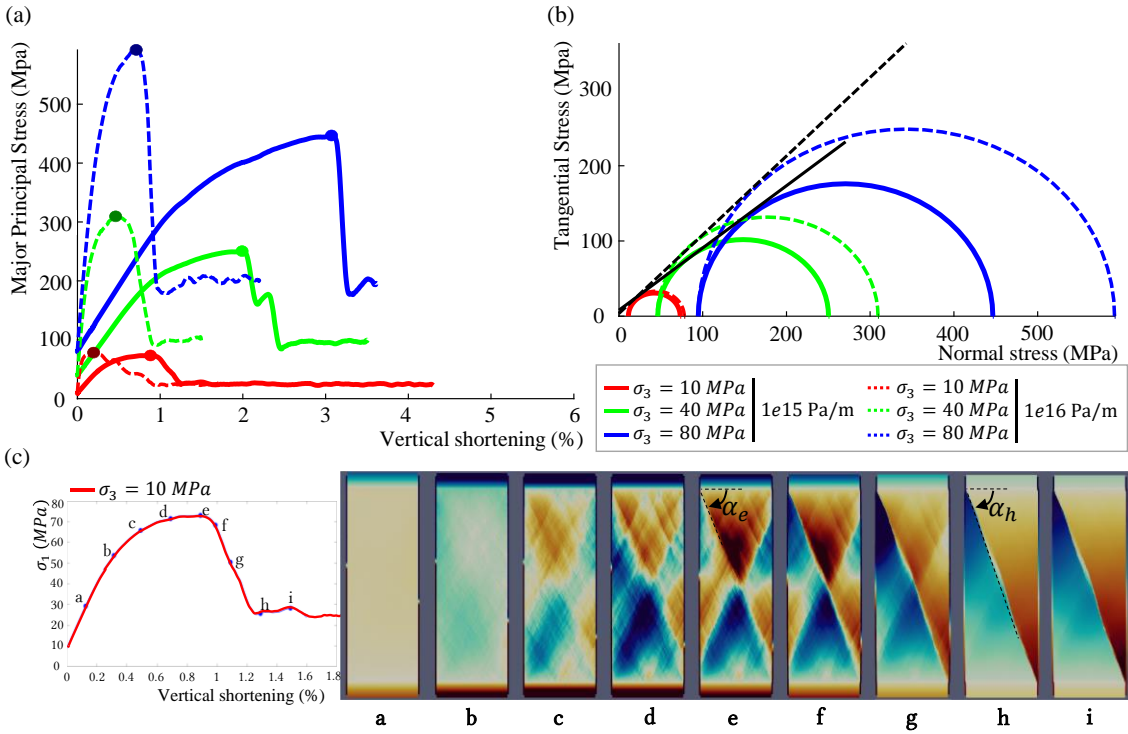 (a)
Major Principal Stress (Mpa)
500
400
300
200
100
0
0 1 2 3 4 5 6
Vertical shortening (%)
(b)
Tangential Stress (Mpa)
300
200
100
0
0 100 200 300 400 500
Normal stress (MPa)
σ3 = 10 MPa
σ3 = 40 MPa
σ3 = 80 MPa
1e15 Pa/m
σ3 = 10 MPa
σ3 = 40 MPa
σ3 = 80 MPa
1e16 Pa/m
(c)
σ3 = 10 MPa
σ1 (MPa)
80
70
60
50
40
30
20
10
0
a
b
c
d
e
f
g
h
i
0 0.2 0.4 0.6 0.8 1 1.2 1.4 1.6 1.8
Vertical shortening (%)
αe
αh
a b c d e f g h i